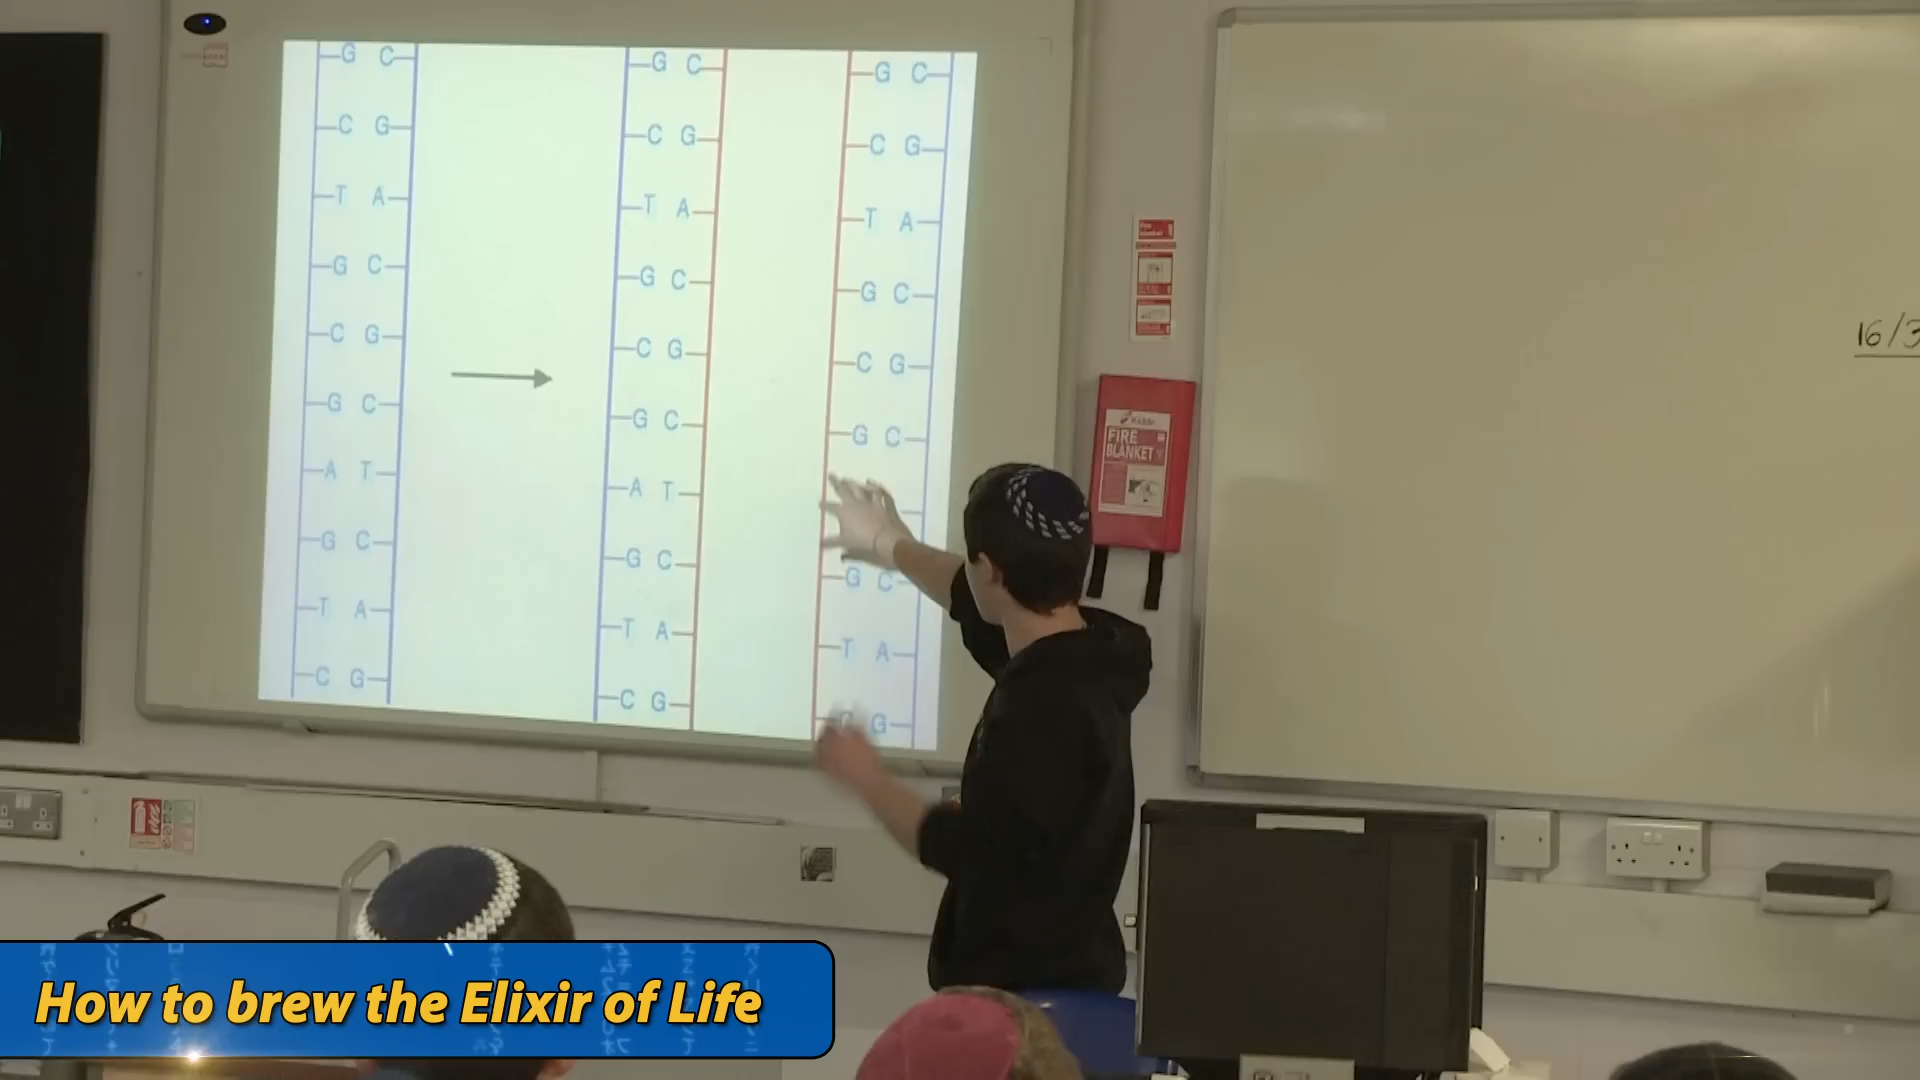 G C G C G C
C G C G C G
T A T A T A
G C G C G C
C G C G C G
G C G C G C
A T A T
G C G C G C
T A T A T A
C G C G G
16/3
FIRE
BLANKET
How to brew the Elixir of Life